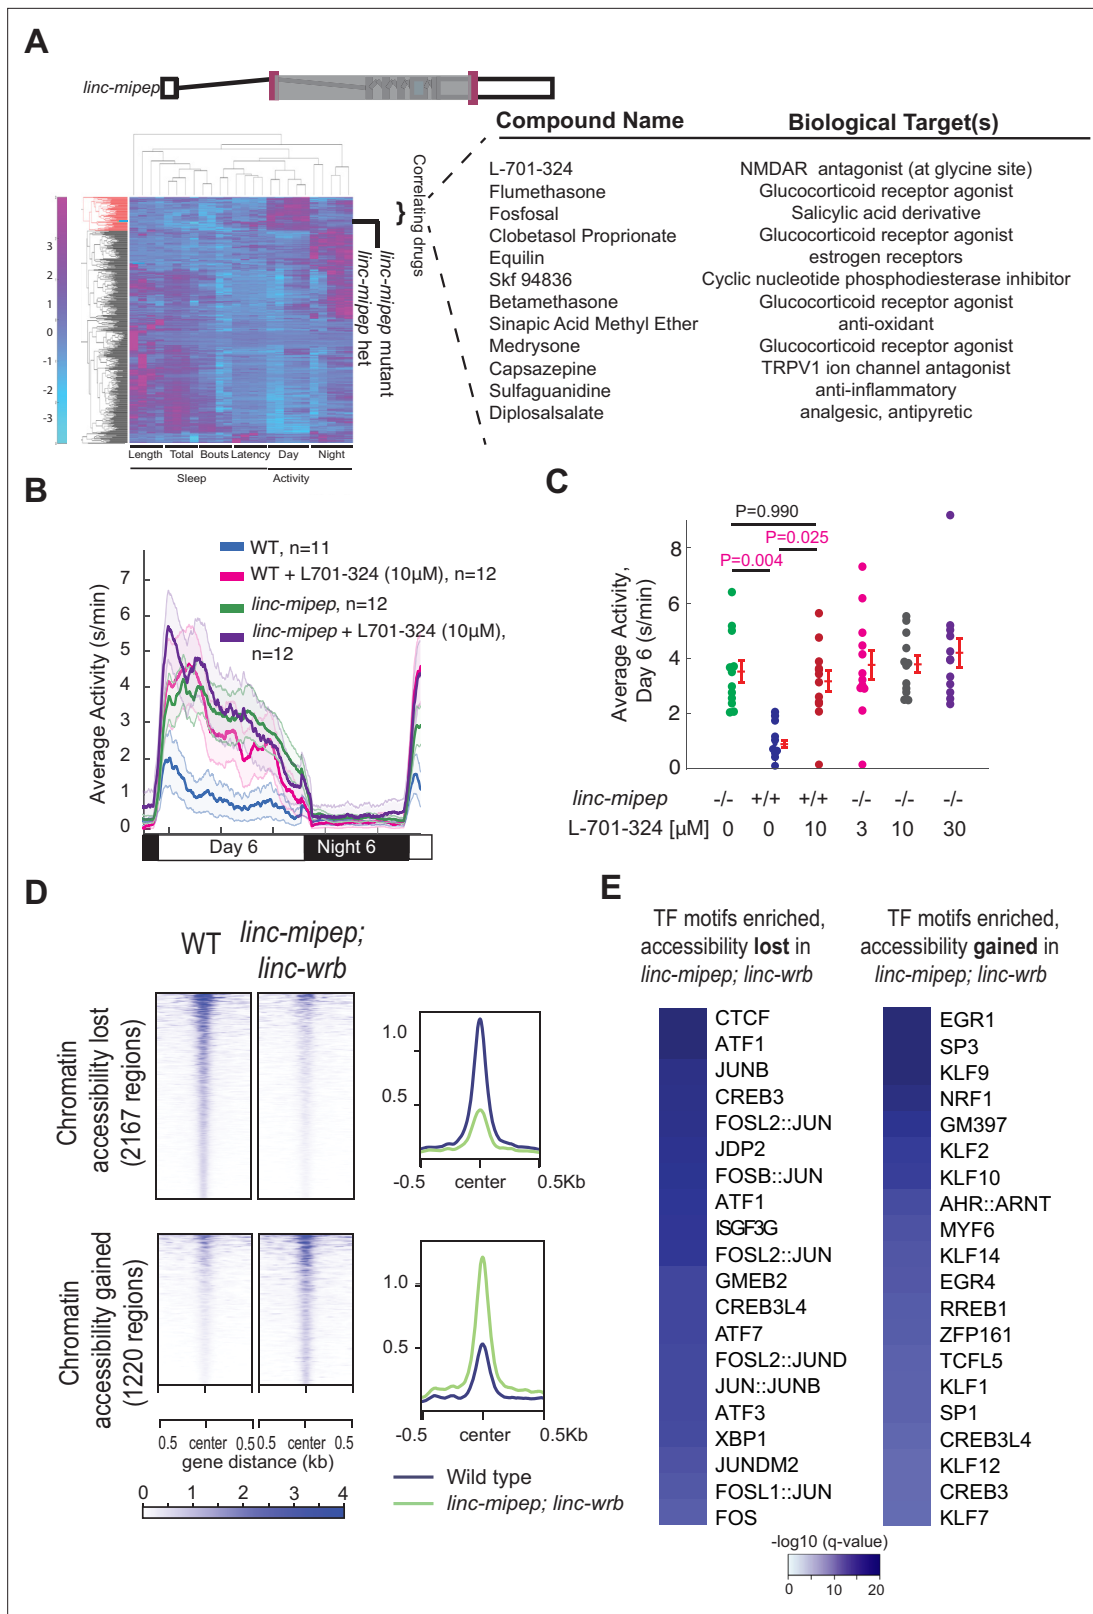 A
linc-mipep
Compound Name Biological Target(s)
L-701-324 NMDAR antagonist (at glycine site)
Flumethasone Glucocorticoid receptor agonist
Fosfosal Salicylic acid derivative
Clobetasol Proprionate Glucocorticoid receptor agonist
Equilin estrogen receptors
Skf 94836 Cyclic nucleotide phosphodiesterase inhibitor
Betamethasone Glucocorticoid receptor agonist
Sinapic Acid Methyl Ether anti-oxidant
Medrysone Glucocorticoid receptor agonist
Capsazepine TRPV1 ion channel antagonist
Sulfaguanidine anti-inflammatory
Diplosalsalate analgesic, antipyretic
Correlating drugs
}
linc-mipep mutant
linc-mipep het
3
2
1
0
-1
-2
-3
Length Total Bouts Latency Day Night
Sleep Activity
B
Average Activity (s/min)
7
6
5
4
3
2
1
0
WT, n=11
WT + L701-324 (10µM), n=12
linc-mipep, n=12
linc-mipep + L701-324 (10µM),
n=12
Day 6 Night 6
C
Average Activity,
Day 6 (s/min)
8
6
4
2
0
P=0.990
P=0.025
P=0.004
linc-mipep -/- +/+ +/+ -/- -/- -/-
L-701-324 [µM] 0 0 10 3 10 30
D
WT linc-mipep;
linc-wrb
Chromatin
accessibility lost
(2167 regions)
1.0
0.5
-0.5 center 0.5Kb
Chromatin
accessibility gained
(1220 regions)
1.0
0.5
-0.5 center 0.5Kb
0.5 center 0.5 0.5 center 0.5
gene distance (kb)
0 1 2 3 4
Wild type
linc-mipep; linc-wrb
E
TF motifs enriched,
accessibility lost in
linc-mipep; linc-wrb
CTCF
ATF1
JUNB
CREB3
FOSL2::JUN
JDP2
FOSB::JUN
ATF1
ISGF3G
FOSL2::JUN
GMEB2
CREB3L4
ATF7
FOSL2::JUND
JUN::JUNB
ATF3
XBP1
JUNDM2
FOSL1::JUN
FOS
TF motifs enriched,
accessibility gained in
linc-mipep; linc-wrb
EGR1
SP3
KLF9
NRF1
GM397
KLF2
KLF10
AHR::ARNT
MYF6
KLF14
EGR4
RREB1
ZFP161
TCFL5
KLF1
SP1
CREB3L4
KLF12
CREB3
KLF7
-log10 (q-value)
0 10 20